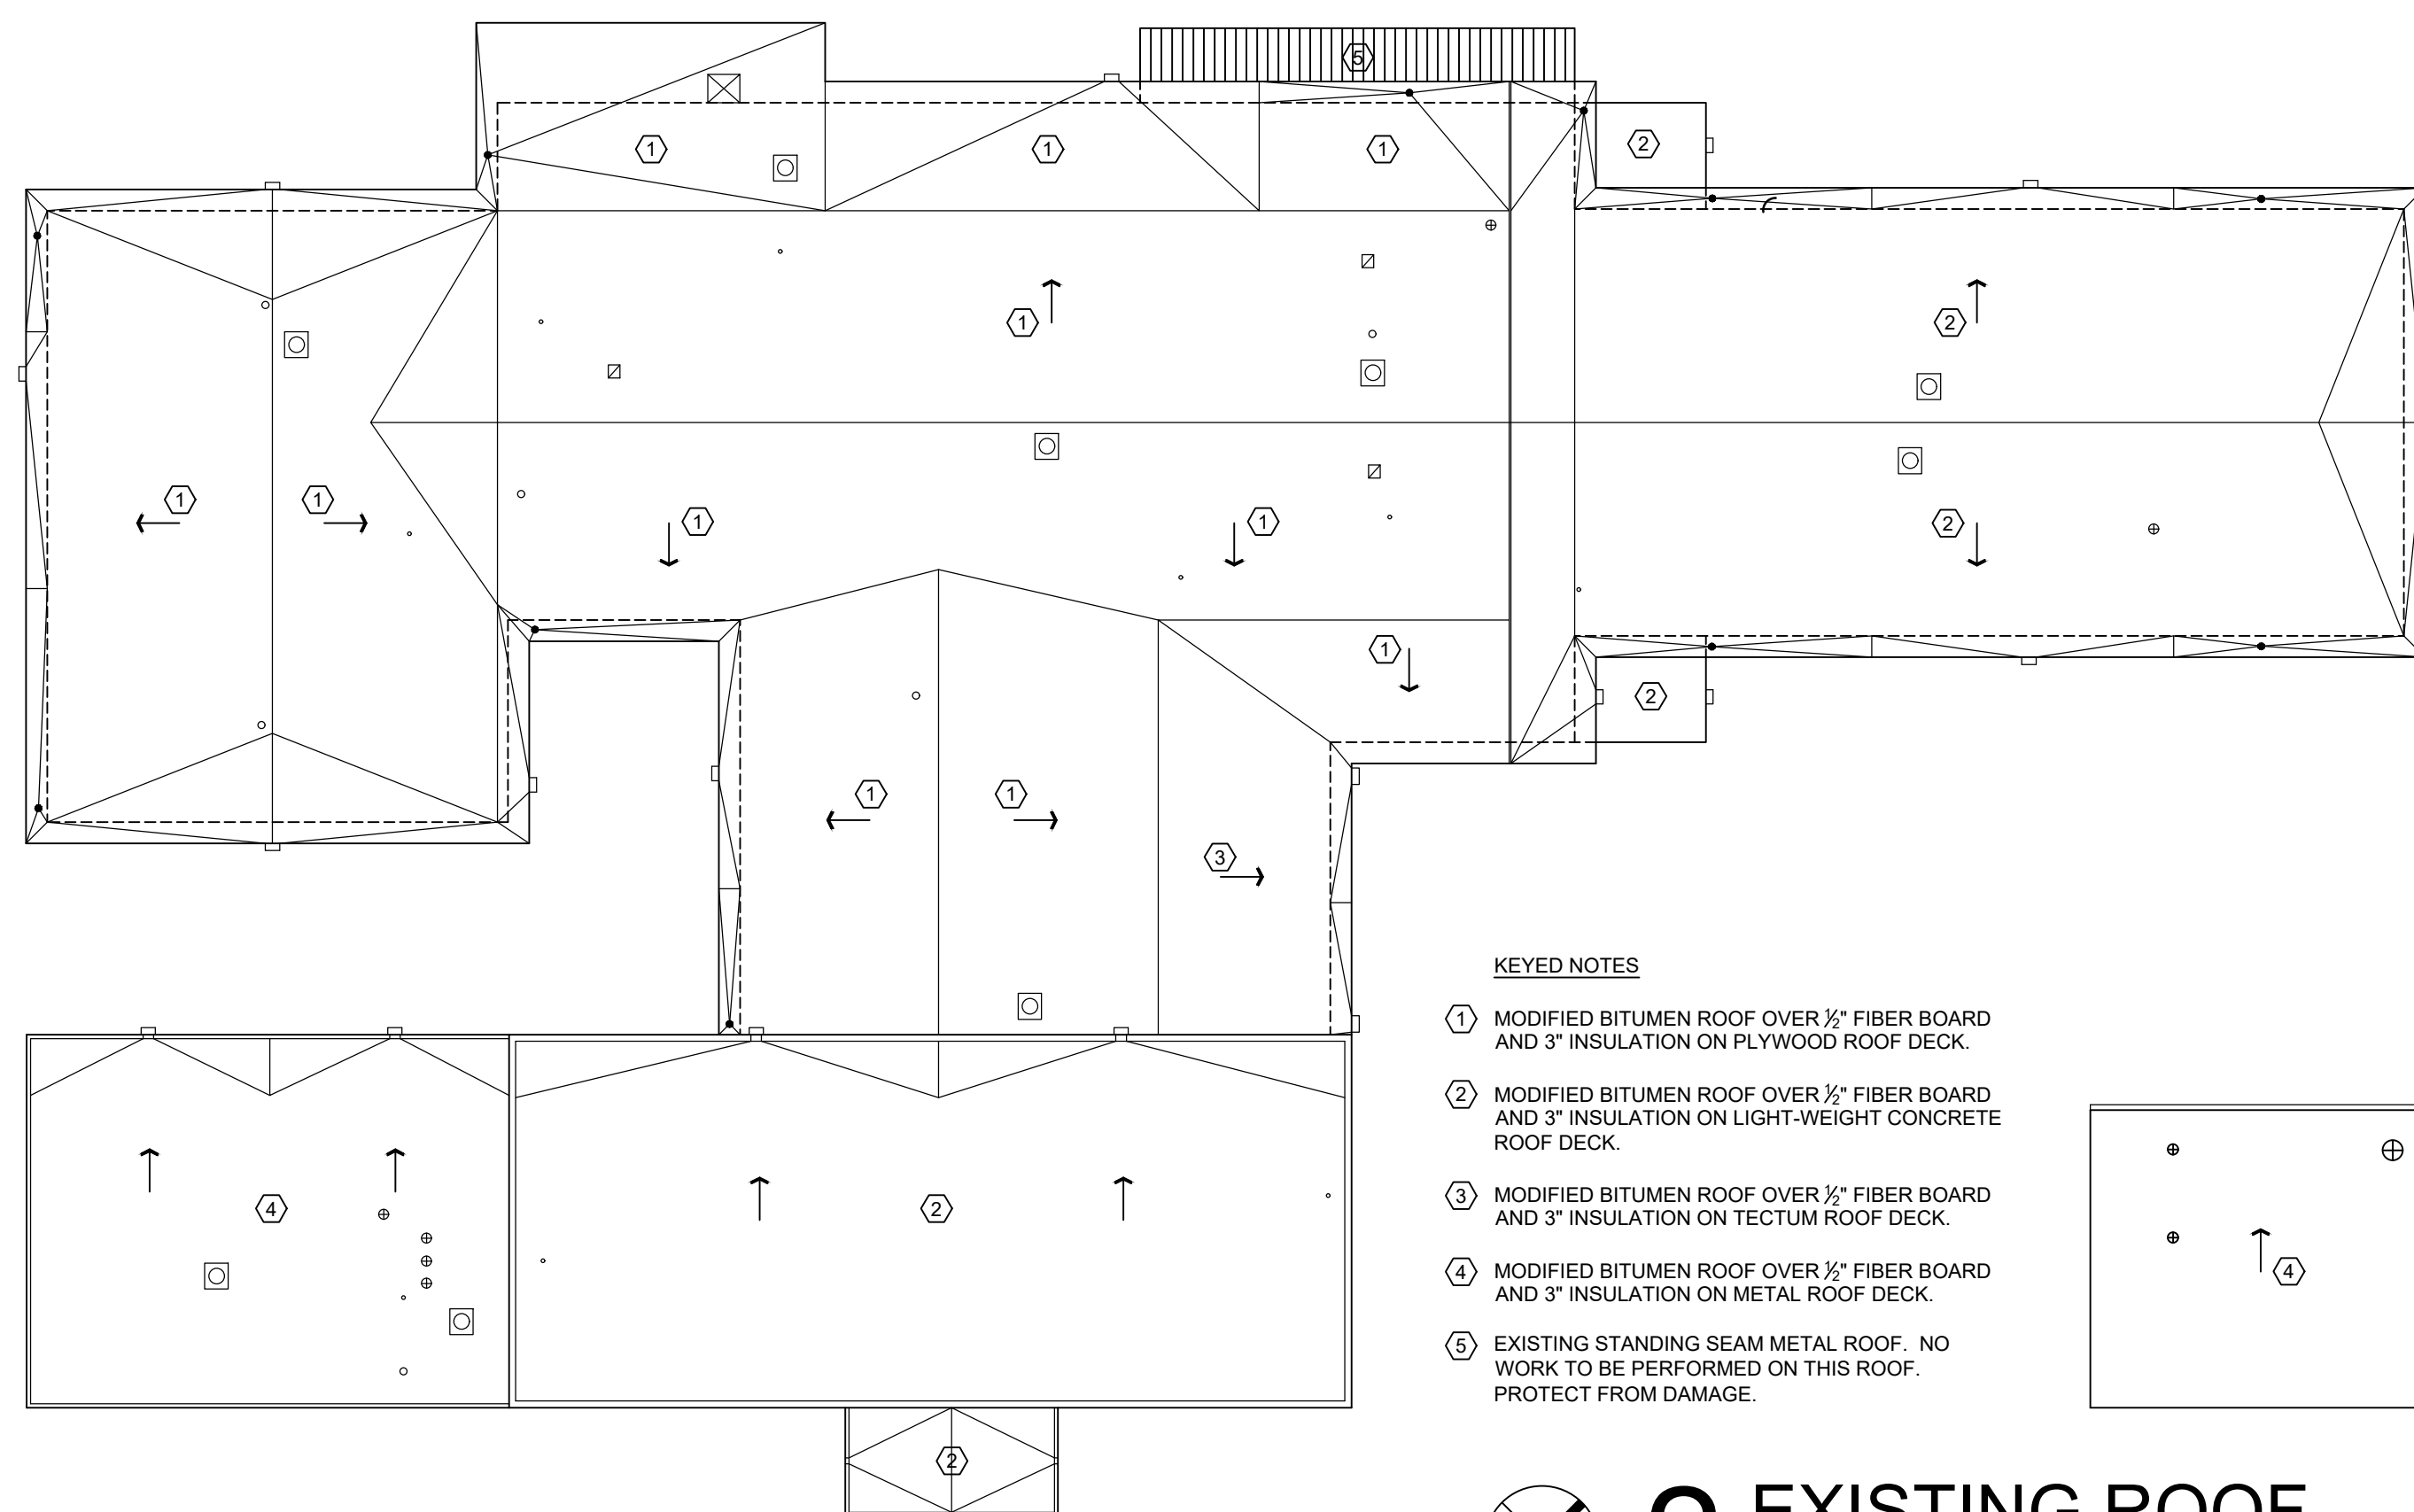 5
1
1
1
2
1
2
1
1
1
1
2
1
2
1
1
3
KEYED NOTES
1 MODIFIED BITUMEN ROOF OVER ½" FIBER BOARD
AND 3" INSULATION ON PLYWOOD ROOF DECK.
2 MODIFIED BITUMEN ROOF OVER ½" FIBER BOARD
AND 3" INSULATION ON LIGHT-WEIGHT CONCRETE
ROOF DECK.
3 MODIFIED BITUMEN ROOF OVER ½" FIBER BOARD
AND 3" INSULATION ON TECTUM ROOF DECK.
4 MODIFIED BITUMEN ROOF OVER ½" FIBER BOARD
AND 3" INSULATION ON METAL ROOF DECK.
5 EXISTING STANDING SEAM METAL ROOF. NO
WORK TO BE PERFORMED ON THIS ROOF.
PROTECT FROM DAMAGE.
4
2
4
2
EXISTING ROOF